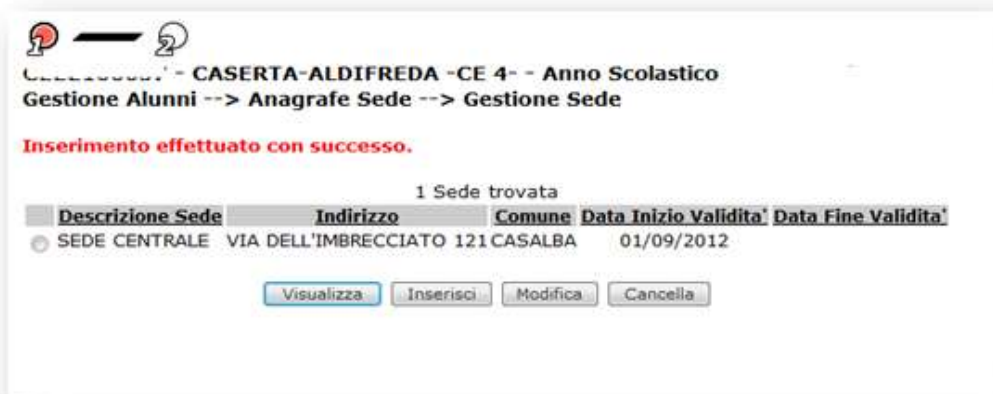 1 2
- CASERTA-ALDIFREDA -CE 4- - Anno Scolastico
Gestione Alunni --> Anagrafe Sede --> Gestione Sede
Inserimento effettuato con successo.
1 Sede trovata
Descrizione Sede Indirizzo Comune Data Inizio Validita' Data Fine Validita'
SEDE CENTRALE VIA DELL'IMBRECCIATO 121 CASALBA 01/09/2012
Visualizza Inserisci Modifica Cancella